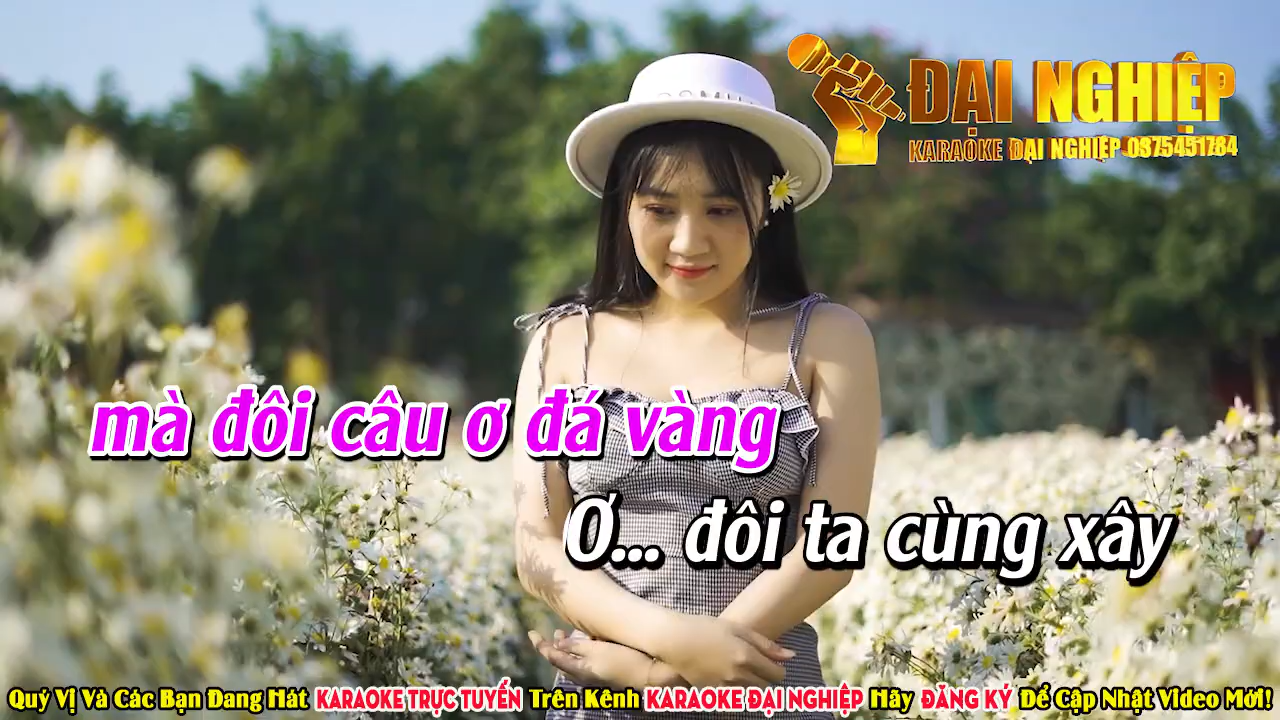 ĐẠI NGHIỆP
KARAOKE ĐẠI NGHIỆP 0375451784
mà đôi câu ơ đá vàng
Ơ... đôi ta cùng xây
Quý Vị Và Các Bạn Đang Hát KARAOKE TRỰC TUYẾN Trên Kênh KARAOKE ĐẠI NGHIỆP Hãy ĐĂNG KÝ Để Cập Nhật Video Mới!